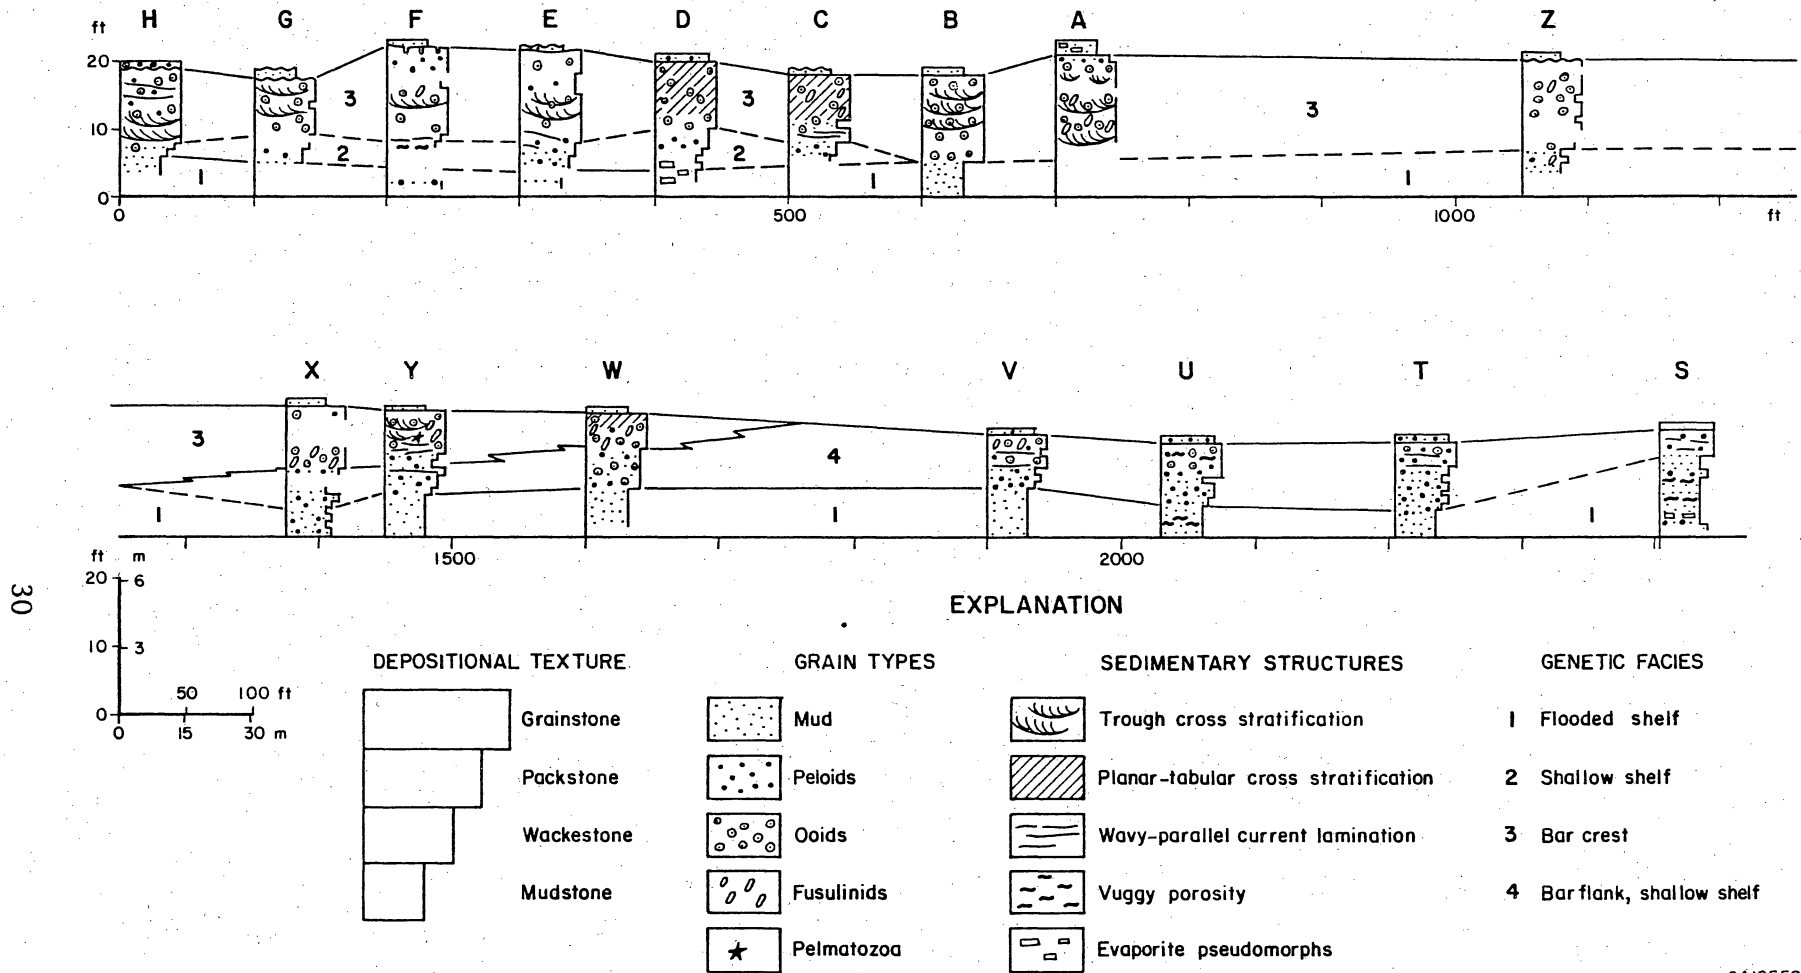 H G F E D C B A Z
ft
20
10
0
3 3 3
2 2
1 1 1
0 500 1000 ft
X Y W V U T S
3 4
1 1 1
1500 2000
ft m
20 6
10 3
0
50 100 ft
0 15 30 m
30
EXPLANATION
DEPOSITIONAL TEXTURE GRAIN TYPES SEDIMENTARY STRUCTURES GENETIC FACIES
Grainstone Mud Trough cross stratification 1 Flooded shelf
Packstone Peloids Planar-tabular cross stratification 2 Shallow shelf
Wackestone Ooids Wavy-parallel current lamination 3 Bar crest
Mudstone Fusulinids Vuggy porosity 4 Bar flank, shallow shelf
Pelmatozoa Evaporite pseudomorphs